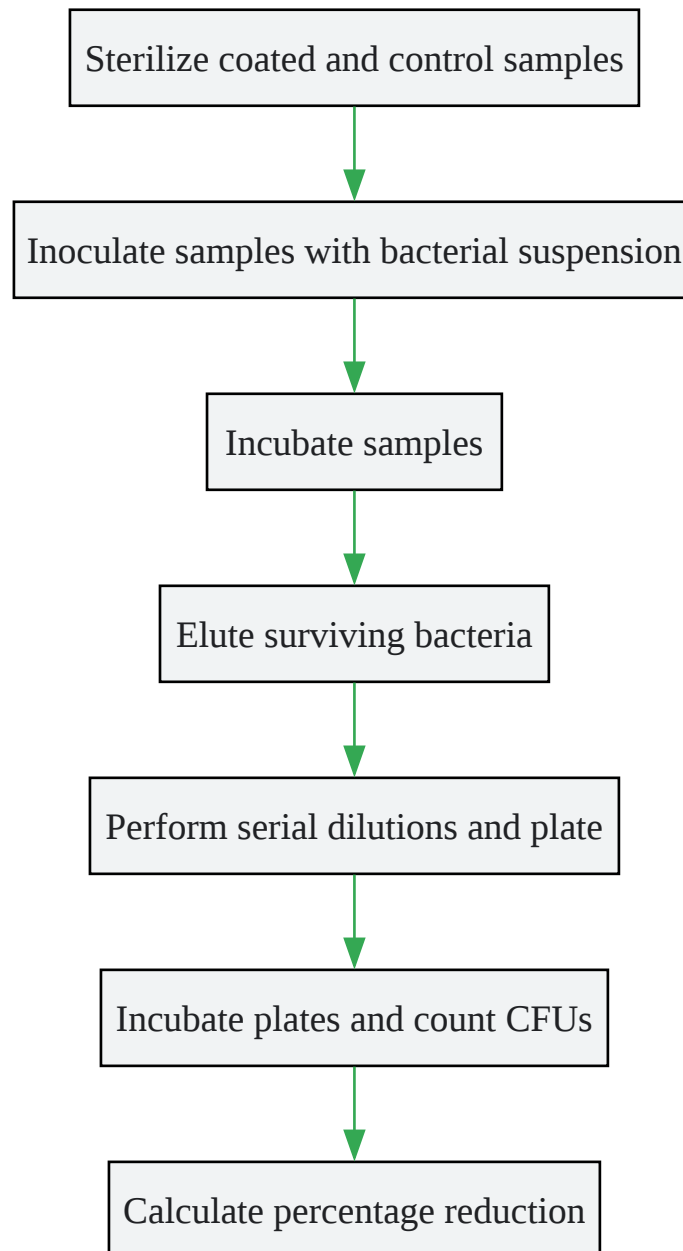 Sterilize coated and control samples
Inoculate samples with bacterial suspension
Incubate samples
Elute surviving bacteria
Perform serial dilutions and plate
Incubate plates and count CFUs
Calculate percentage reduction